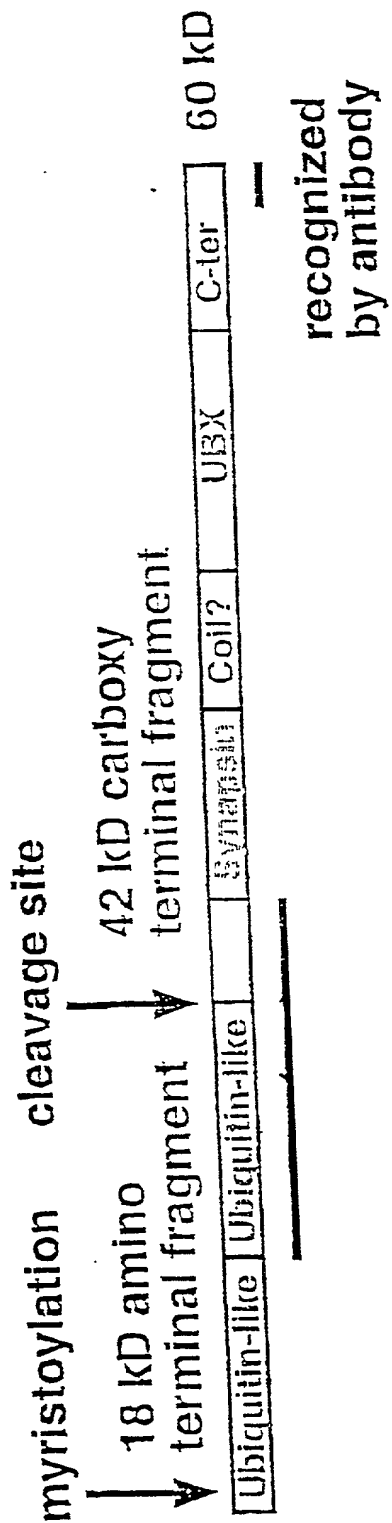 myristoylation
cleavage site
18 kD amino
terminal fragment
42 kD carboxy
terminal fragment
Ubiquitin-like
Ubiquitin-like
Synapsin
Coil?
UBX
C-ter
60 kD
recognized
by antibody